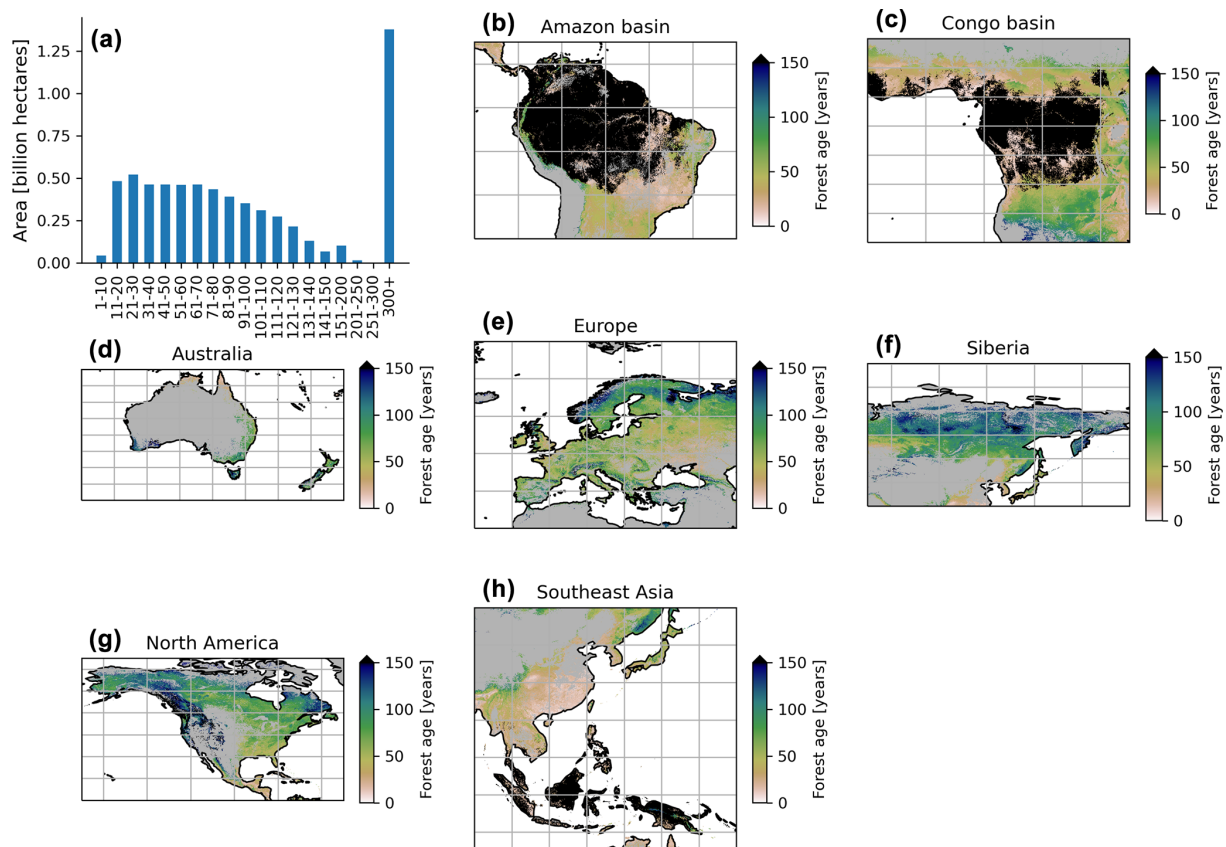 (a)
Area [billion hectares]
1.25
1.00
0.75
0.50
0.25
0.00
1-10
11-20
21-30
31-40
41-50
51-60
61-70
71-80
81-90
91-100
101-110
111-120
121-130
131-140
141-150
151-200
201-250
251-300
300+
(b)
Amazon basin
150
100
50
0
Forest age [years]
(c)
Congo basin
150
100
50
0
Forest age [years]
(d)
Australia
150
100
50
0
Forest age [years]
(e)
Europe
150
100
50
0
Forest age [years]
(f)
Siberia
150
100
50
0
Forest age [years]
(g)
North America
150
100
50
0
Forest age [years]
(h)
Southeast Asia
150
100
50
0
Forest age [years]